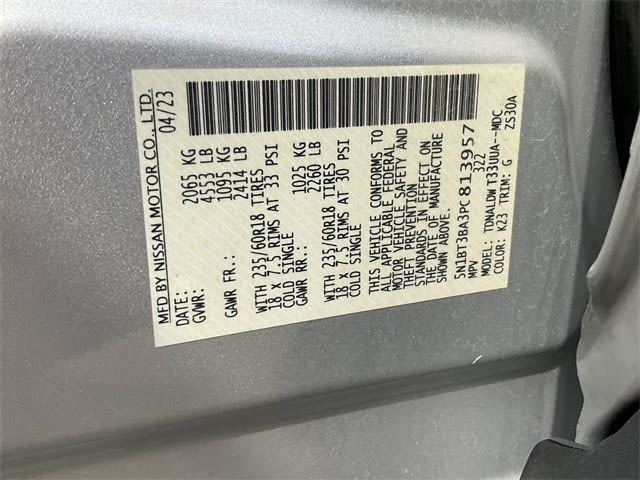 MFD BY NISSAN MOTOR CO., LTD.
DATE: 04/23
GVWR: 2065 KG
4553 LB
GAWR FR.: 1095 KG
2414 LB
WITH 235/60R18 TIRES
18 X 7.5 RIMS AT 33 PSI
COLD SINGLE
GAWR RR.: 1025 KG
2260 LB
WITH 235/60R18 TIRES
18 X 7.5 RIMS AT 30 PSI
COLD SINGLE
THIS VEHICLE CONFORMS TO
ALL APPLICABLE FEDERAL
MOTOR VEHICLE SAFETY AND
THEFT PREVENTION
STANDARDS IN EFFECT ON
THE DATE OF MANUFACTURE
SHOWN ABOVE.
5N1BT3BA3PC813957
MPV 322
MODEL: TDNALDWT33UUA--MDC
COLOR: K23 TRIM: G ZS30A